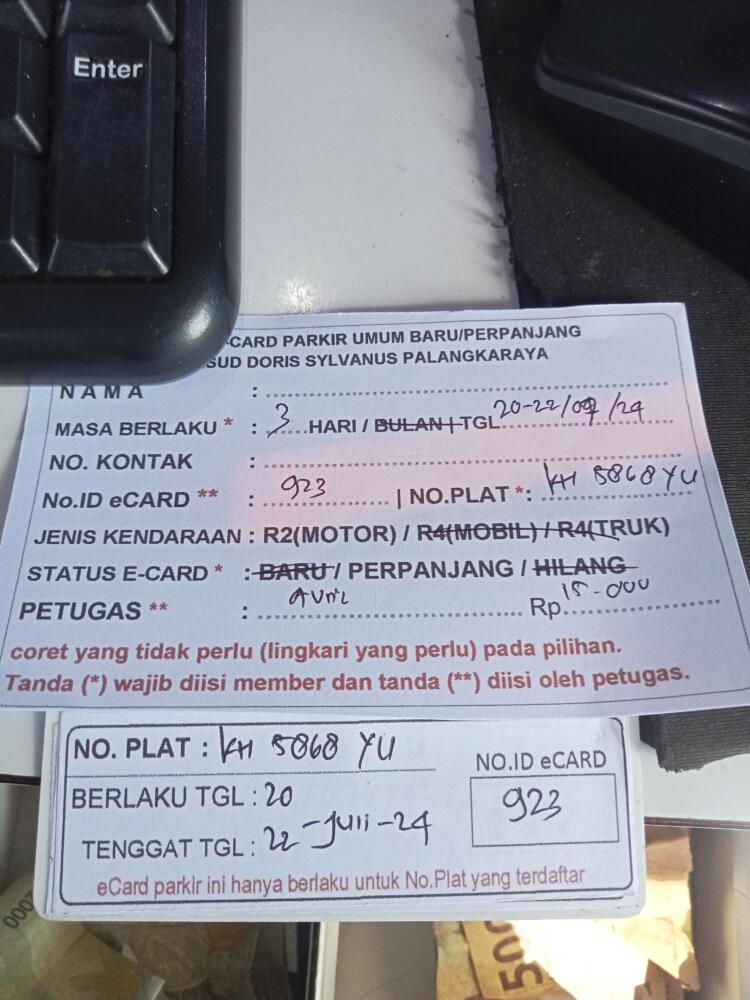 Enter
-CARD PARKIR UMUM BARU/PERPANJANG
SUD DORIS SYLVANUS PALANGKARAYA
NAMA :
MASA BERLAKU * : 3 HARI / BULAN | TGL 20-22/07/24
NO. KONTAK :
No.ID eCARD ** : 923 | NO.PLAT *: KH 5868 YU
JENIS KENDARAAN : R2(MOTOR) / R4(MOBIL) / R4(TRUK)
STATUS E-CARD * : BARU / PERPANJANG / HILANG
PETUGAS ** : Rp 15-000
coret yang tidak perlu (lingkari yang perlu) pada pilihan.
Tanda (*) wajib diisi member dan tanda (**) diisi oleh petugas.
NO. PLAT : KH 5868 YU
NO.ID eCARD
923
BERLAKU TGL : 20
TENGGAT TGL : 22-Juli-24
eCard parkir ini hanya berlaku untuk No.Plat yang terdaftar